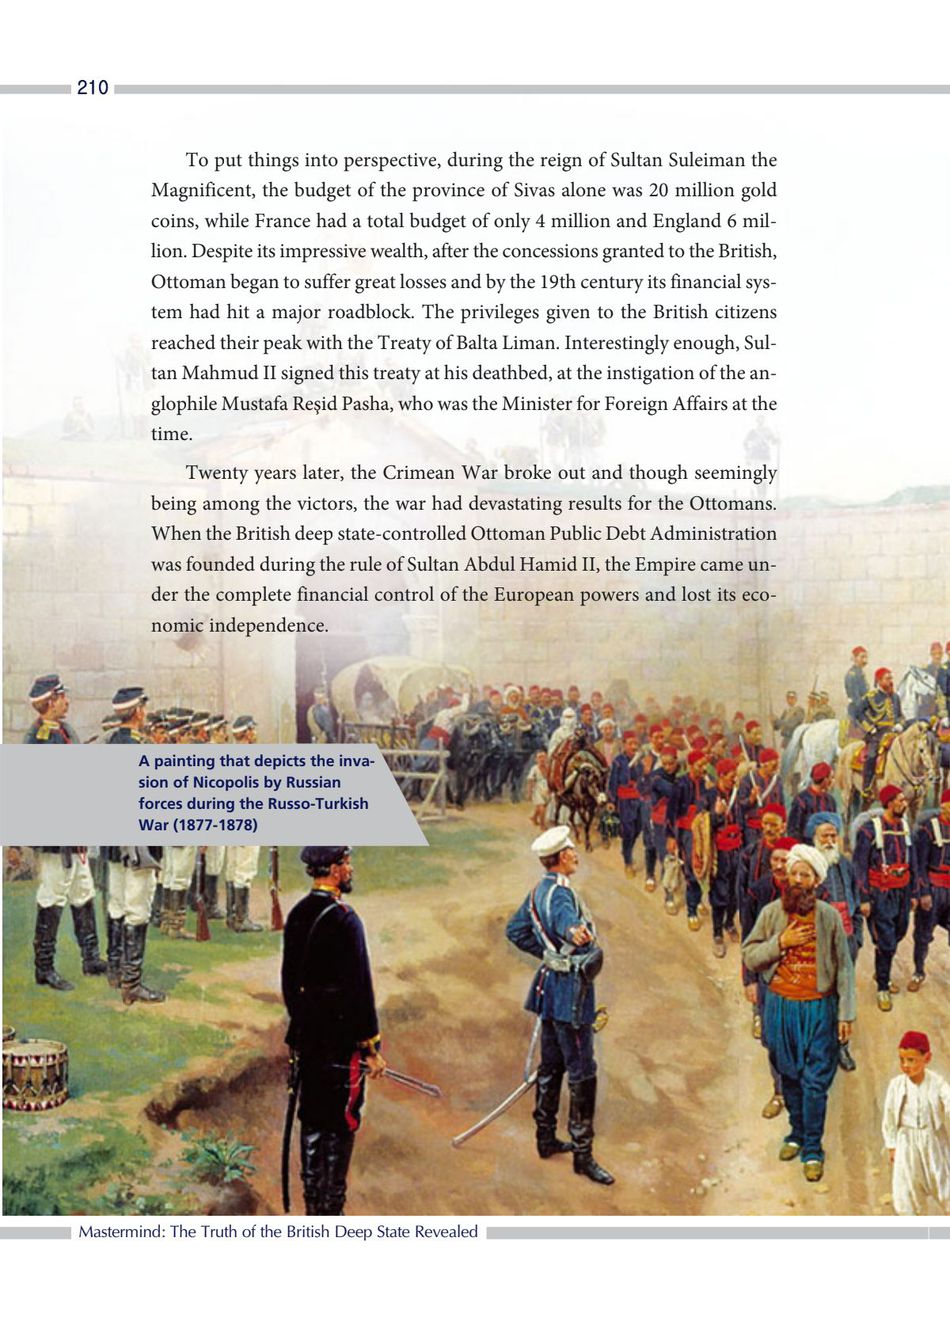 210
To put things into perspective, during the reign of Sultan Suleiman the
Magnificent, the budget of the province of Sivas alone was 20 million gold
coins, while France had a total budget of only 4 million and England 6 mil-
lion. Despite its impressive wealth, after the concessions granted to the British,
Ottoman began to suffer great losses and by the 19th century its financial sys-
tem had hit a major roadblock. The privileges given to the British citizens
reached their peak with the Treaty of Balta Liman. Interestingly enough, Sul-
tan Mahmud II signed this treaty at his deathbed, at the instigation of the an-
glophile Mustafa Reşid Pasha, who was the Minister for Foreign Affairs at the
time.
Twenty years later, the Crimean War broke out and though seemingly
being among the victors, the war had devastating results for the Ottomans.
When the British deep state-controlled Ottoman Public Debt Administration
was founded during the rule of Sultan Abdul Hamid II, the Empire came un-
der the complete financial control of the European powers and lost its eco-
nomic independence.
A painting that depicts the inva-
sion of Nicopolis by Russian
forces during the Russo-Turkish
War (1877-1878)
Mastermind: The Truth of the British Deep State Revealed